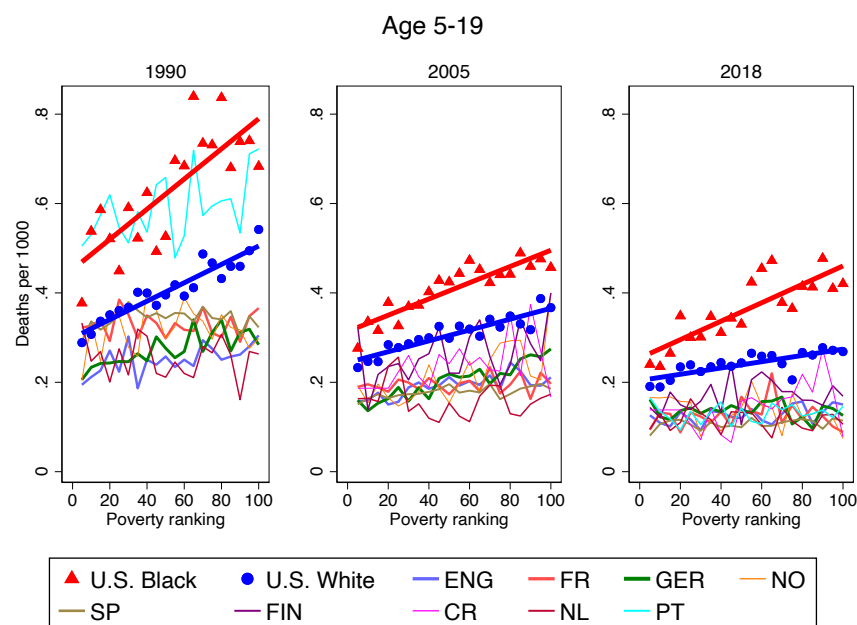 Age 5-19
1990 2005 2018
Deaths per 1000
0 .2 .4 .6 .8
0 20 40 60 80 100
Poverty ranking
0 .2 .4 .6 .8
0 20 40 60 80 100
Poverty ranking
0 .2 .4 .6 .8
0 20 40 60 80 100
Poverty ranking
U.S. Black U.S. White ENG FR GER NO
SP FIN CR NL PT